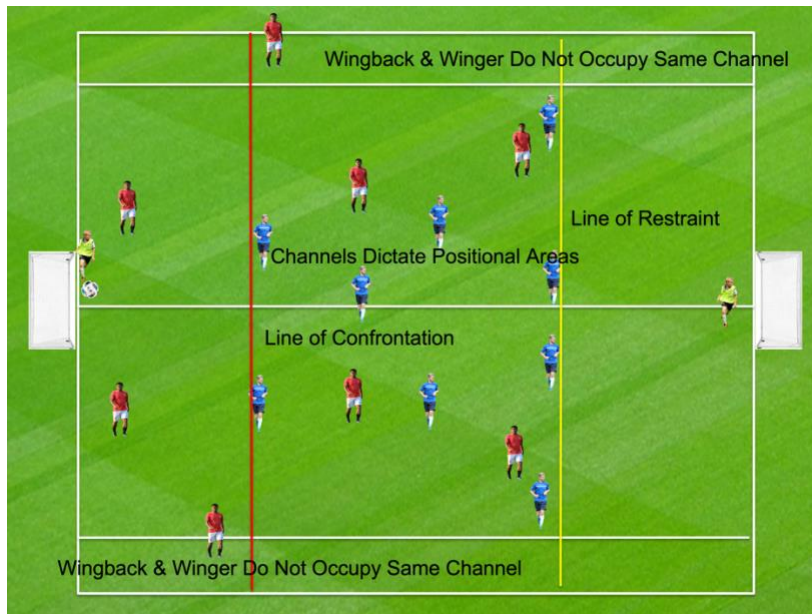 Wingback & Winger Do Not Occupy Same Channel
Line of Restraint
Channels Dictate Positional Areas
Line of Confrontation
Wingback & Winger Do Not Occupy Same Channel